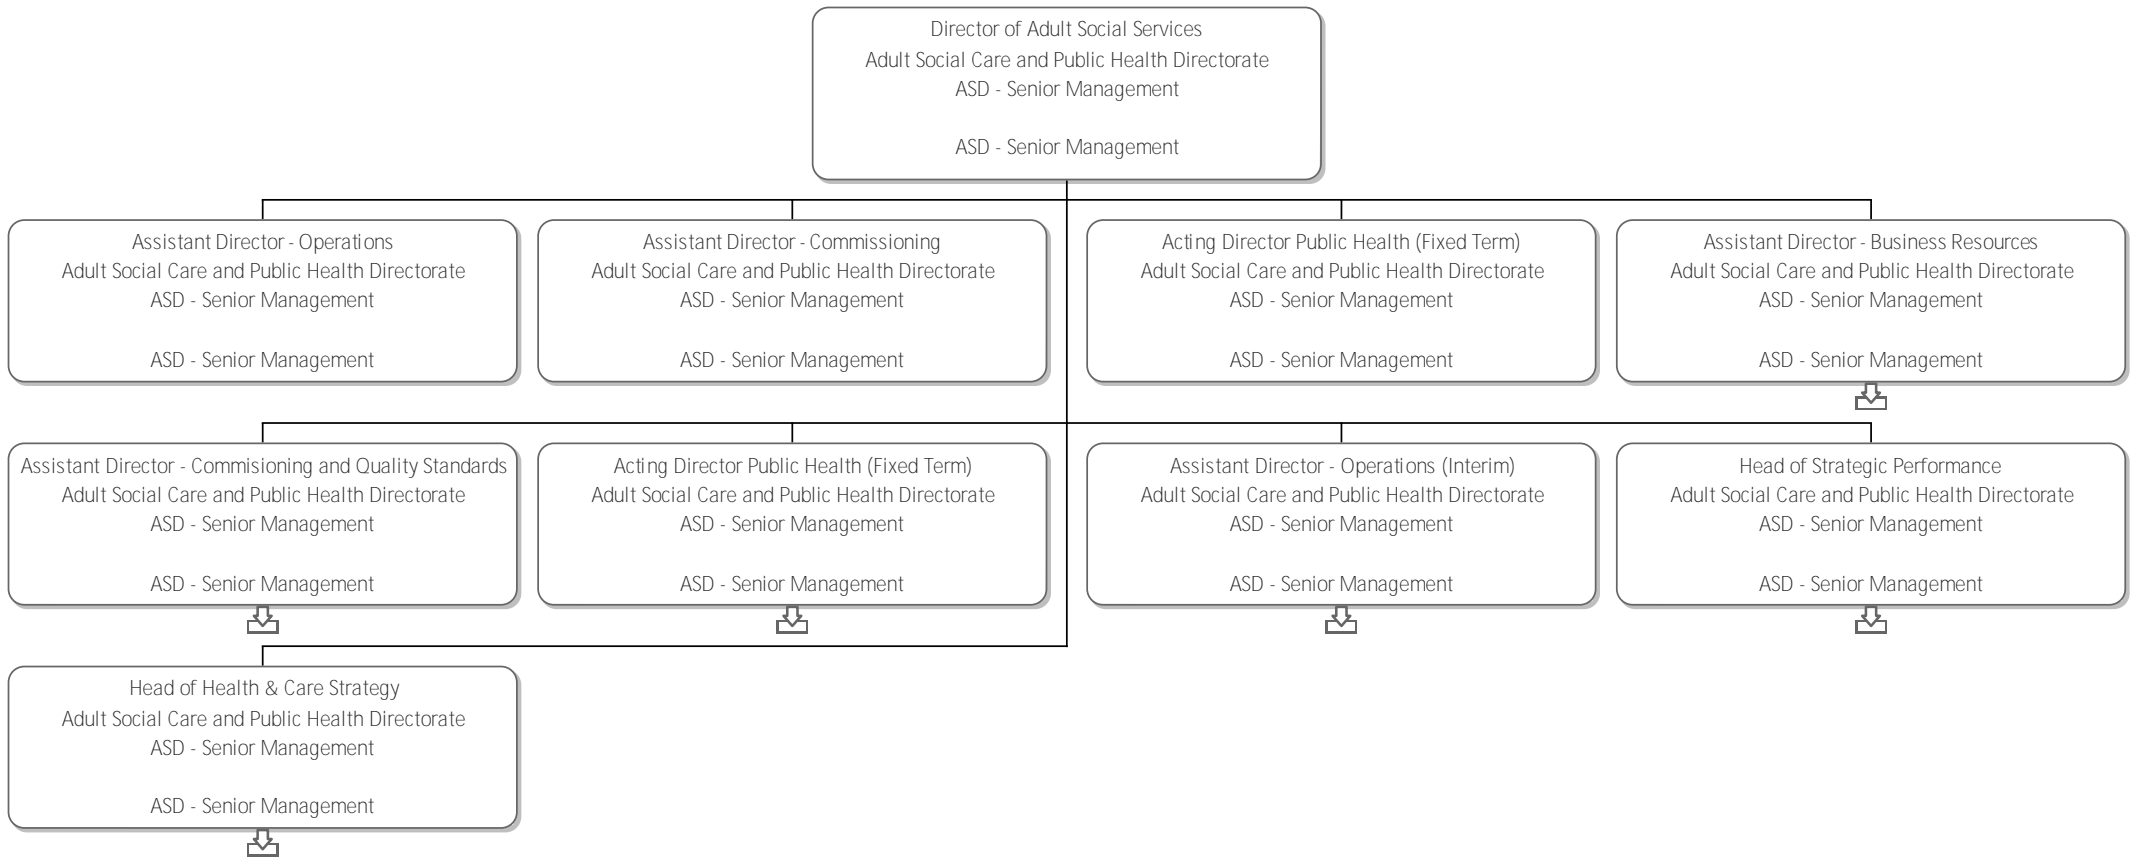 Director of Adult Social Services
Adult Social Care and Public Health Directorate
ASD - Senior Management
ASD - Senior Management
Assistant Director - Operations
Adult Social Care and Public Health Directorate
ASD - Senior Management
ASD - Senior Management
Assistant Director - Commissioning
Adult Social Care and Public Health Directorate
ASD - Senior Management
ASD - Senior Management
Acting Director Public Health (Fixed Term)
Adult Social Care and Public Health Directorate
ASD - Senior Management
ASD - Senior Management
Assistant Director - Business Resources
Adult Social Care and Public Health Directorate
ASD - Senior Management
ASD - Senior Management
Assistant Director - Commisioning and Quality Standards
Adult Social Care and Public Health Directorate
ASD - Senior Management
ASD - Senior Management
Acting Director Public Health (Fixed Term)
Adult Social Care and Public Health Directorate
ASD - Senior Management
ASD - Senior Management
Assistant Director - Operations (Interim)
Adult Social Care and Public Health Directorate
ASD - Senior Management
ASD - Senior Management
Head of Strategic Performance
Adult Social Care and Public Health Directorate
ASD - Senior Management
ASD - Senior Management
Head of Health & Care Strategy
Adult Social Care and Public Health Directorate
ASD - Senior Management
ASD - Senior Management